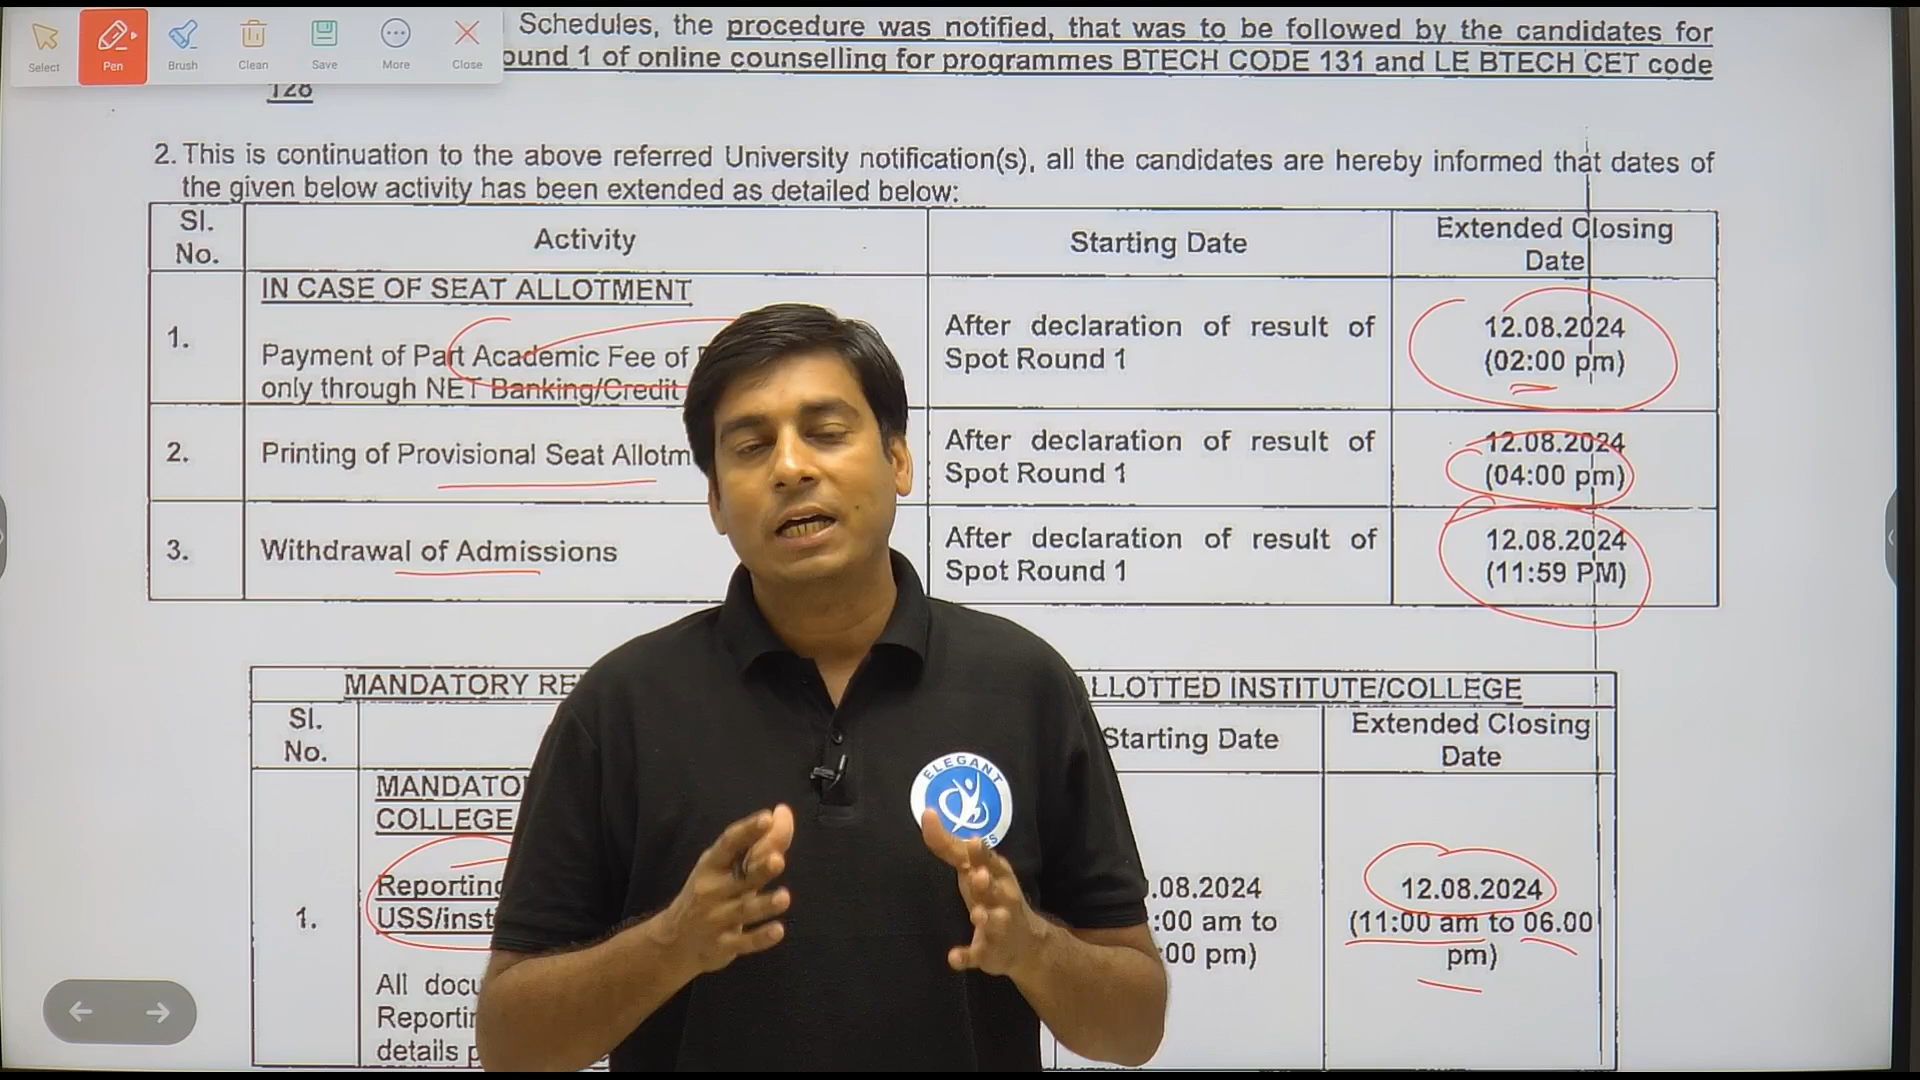 Select
Pen
Brush
Clean
Save
More
Close
Schedules, the procedure was notified, that was to be followed by the candidates for
ound 1 of online counselling for programmes BTECH CODE 131 and LE BTECH CET code
128
2. This is continuation to the above referred University notification(s), all the candidates are hereby informed that dates of
the given below activity has been extended as detailed below:
Sl. No.
Activity
Starting Date
Extended Closing Date
1.
IN CASE OF SEAT ALLOTMENT
Payment of Part Academic Fee of
only through NET Banking/Credit
After declaration of result of
Spot Round 1
12.08.2024
(02:00 pm)
2.
Printing of Provisional Seat Allotm
After declaration of result of
Spot Round 1
12.08.2024
(04:00 pm)
3.
Withdrawal of Admissions
After declaration of result of
Spot Round 1
12.08.2024
(11:59 PM)
MANDATORY RE
LLOTTED INSTITUTE/COLLEGE
Sl.
No.
Starting Date
Extended Closing
Date
1.
MANDATO
COLLEGE
Reporting
USS/insti
All docu
Reportin
details p
.08.2024
:00 am to
:00 pm)
12.08.2024
(11:00 am to 06.00
pm)
ELEGANT